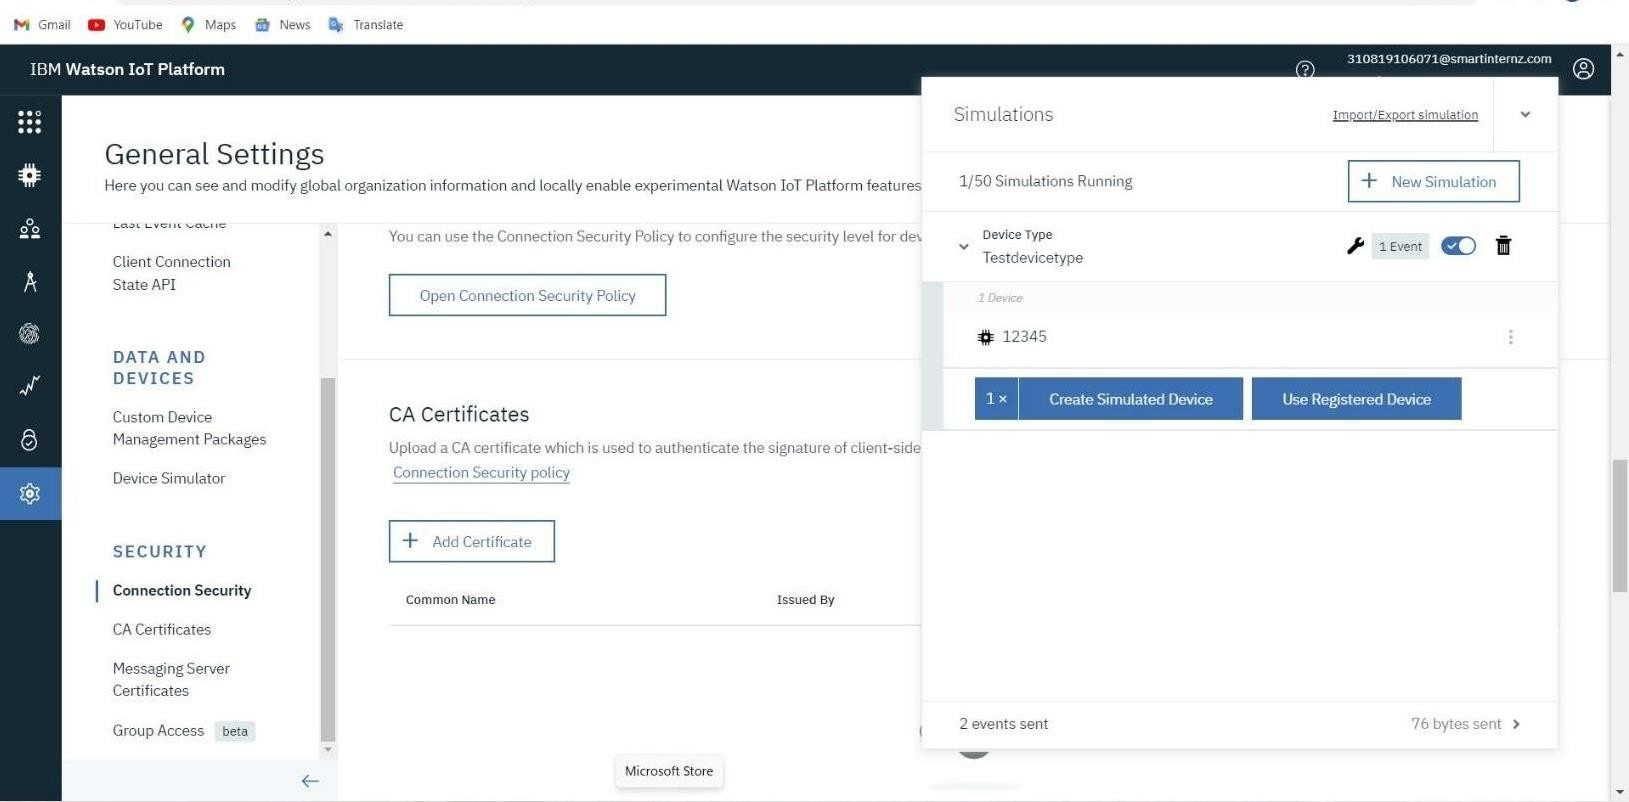 Gmail YouTube Maps News Translate
IBM Watson IoT Platform
310819106071@smartinternz.com
General Settings
Here you can see and modify global organization information and locally enable experimental Watson IoT Platform features
Last Event Cache
Client Connection
State API
DATA AND
DEVICES
Custom Device
Management Packages
Device Simulator
SECURITY
Connection Security
CA Certificates
Messaging Server
Certificates
Group Access beta
You can use the Connection Security Policy to configure the security level for dev
Open Connection Security Policy
CA Certificates
Upload a CA certificate which is used to authenticate the signature of client-side
Connection Security policy
+ Add Certificate
Common Name Issued By
Microsoft Store
Simulations Import/Export simulation
1/50 Simulations Running + New Simulation
Device Type
Testdevicetype
1 Event
1 Device
12345
1 × Create Simulated Device Use Registered Device
2 events sent 76 bytes sent